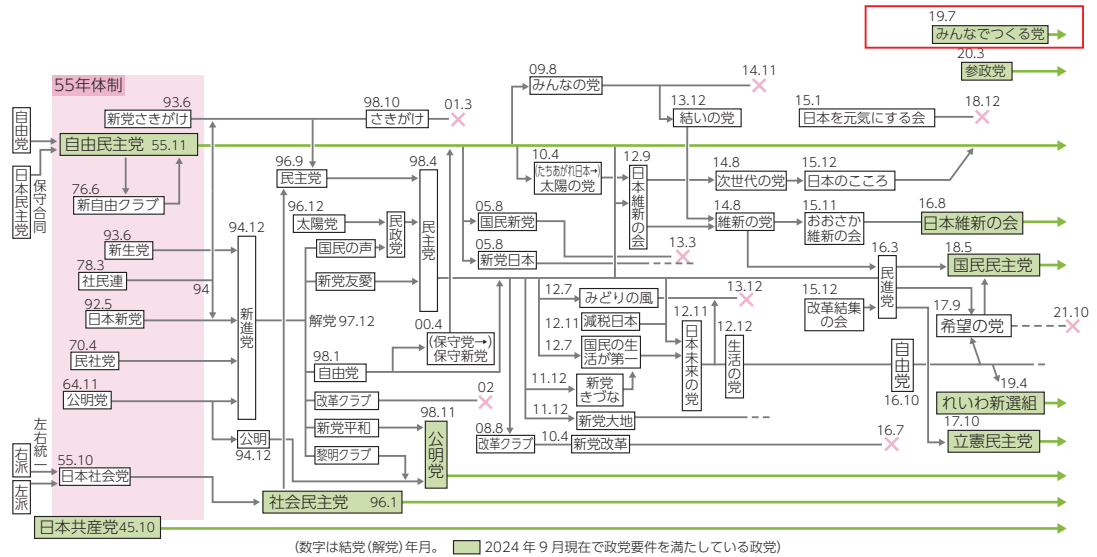 19.7
みんなでつくる党
20.3
参政党
55年体制
09.8
みんなの党
14.11
93.6
新党さきがけ
98.10
さきがけ
01.3
13.12
結いの党
15.1
日本を元気にする会
18.12
自由党
自由民主党 55.11
日本民主党
保守合同
76.6
新自由クラブ
96.9
民主党
98.4
民主党
10.4
(たちあがれ日本→)
太陽の党
12.9
日本維新の会
14.8
次世代の党
15.12
日本のこころ
96.12
太陽党
民政党
国民の声
05.8
国民新党
14.8
維新の党
15.11
おおさか
維新の会
16.8
日本維新の会
93.6
新生党
94.12
新進党
05.8
新党日本
13.3
16.3
民進党
18.5
国民民主党
78.3
社民連
94
新党友愛
12.7
みどりの風
13.12
15.12
改革結集
の会
92.5
日本新党
解党97.12
00.4
(保守党→)
保守新党
12.11
減税日本
12.11
日本未来の党
12.12
生活の党
17.9
希望の党
21.10
70.4
民社党
98.1
自由党
12.7
国民の生
活が第一
自由党
16.10
64.11
公明党
改革クラブ
02
11.12
新党
きづな
19.4
れいわ新選組
公明
94.12
新党平和
98.11
公明党
11.12
新党大地
17.10
立憲民主党
左右統一
右派
左派
55.10
日本社会党
黎明クラブ
08.8
改革クラブ
10.4
新党改革
16.7
社会民主党 96.1
日本共産党45.10
(数字は結党(解党)年月。 2024年9月現在で政党要件を満たしている政党)